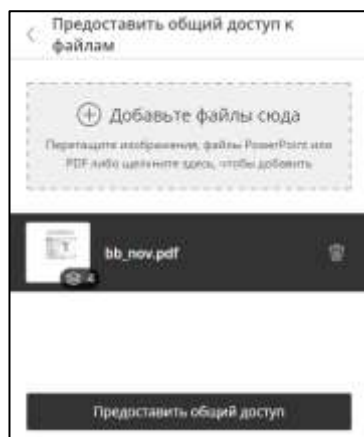 Предоставить общий доступ к
файлам
Добавьте файлы сюда
Перетащите изображения, файлы PowerPoint или
PDF либо щелкните здесь, чтобы добавить
bb_nov.pdf
4
Предоставить общий доступ